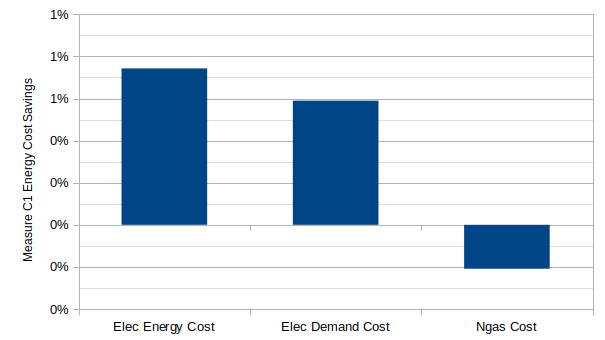 Measure C1 Energy Cost Savings
1%
1%
1%
0%
0%
0%
0%
0%
Elec Energy Cost
Elec Demand Cost
Ngas Cost